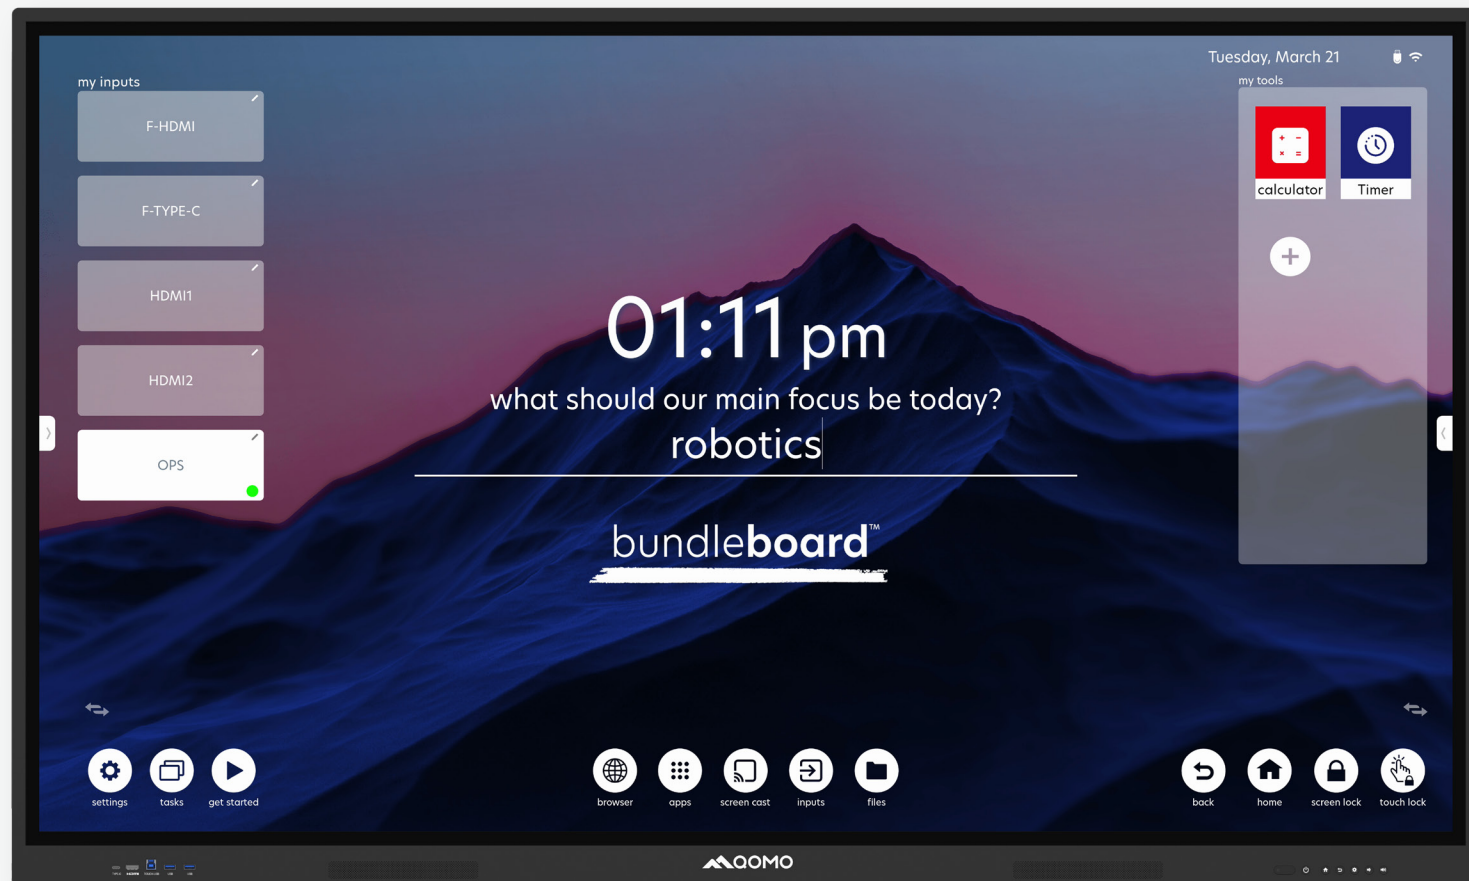 Tuesday, March 21
my inputs
my tools
F-HDMI
F-TYPE-C
HDMI1
HDMI2
OPS
calculator
Timer
01:11 pm
what should our main focus be today?
robotics
bundleboard™
settings
tasks
get started
browser
apps
screen cast
inputs
files
back
home
screen lock
touch lock
QOMO